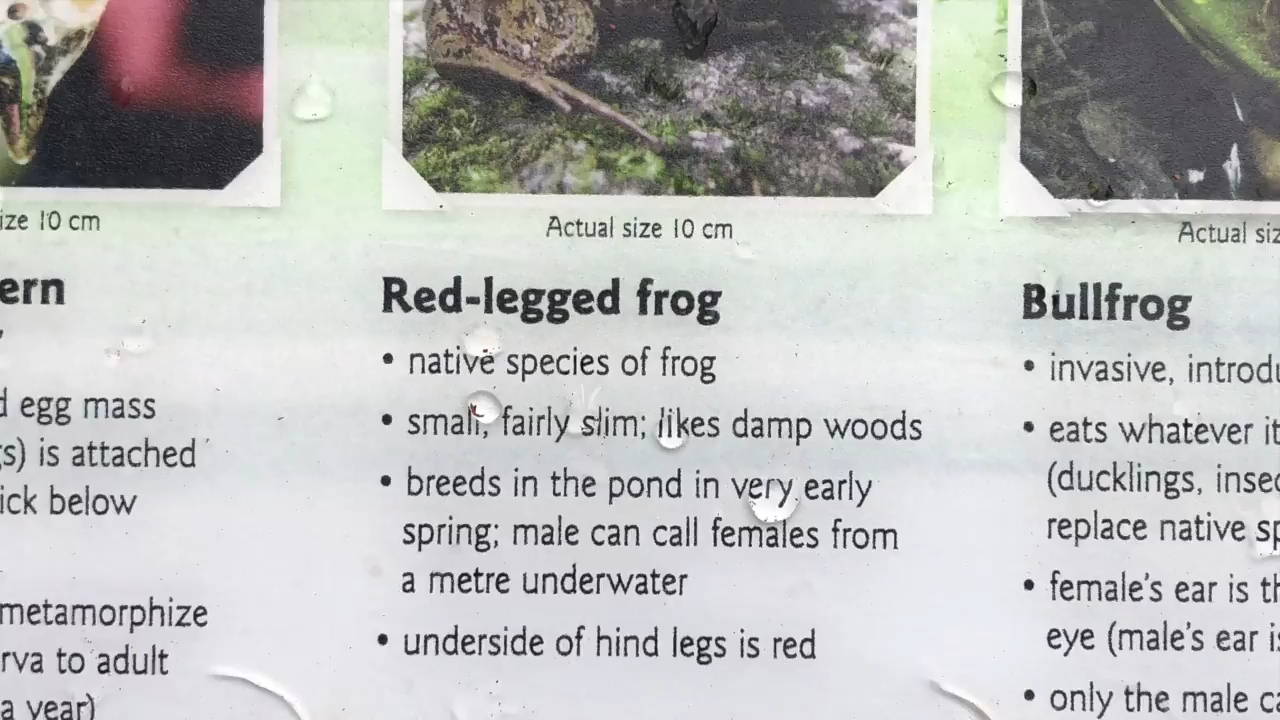 ize 10 cm
ern
d egg mass
s) is attached
ick below
metamorphize
rva to adult
a year)
Actual size 10 cm
Red-legged frog
• native species of frog
• small, fairly slim; likes damp woods
• breeds in the pond in very early
spring; male can call females from
a metre underwater
• underside of hind legs is red
Actual siz
Bullfrog
• invasive, introdu
• eats whatever it
(ducklings, insec
replace native sp
• female's ear is th
eye (male's ear is
• only the male ca